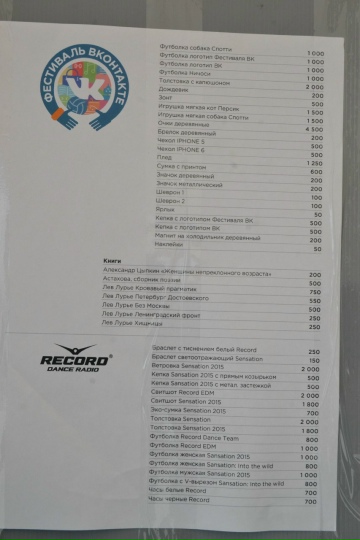 ФЕСТИВАЛЬ ВКОНТАКТЕ
VK
Футболка собака Спотти 1 000
Футболка логотип Фестиваля ВК 1 000
Футболка логотип ВК 1 000
Футболка Никоси 1 000
Толстовка с капюшоном 2 000
Дождевик 200
Зонт 500
Игрушка мягкая кот Персик 1 500
Игрушка мягкая собака Спотти 1 500
Очки деревянные 4 500
Брелок деревянный 200
Чехол IPHONE 5 500
Чехол IPHONE 6 500
Плед 1 250
Сумка с принтом 600
Значок деревянный 200
Значок металлический 200
Шеврон 1 100
Шеврон 2 100
Ярлык 50
Кепка с логотипом Фестиваля ВК 500
Кепка с логотипом ВК 500
Магнит на холодильник деревянный 200
Наклейки 50
Книги
Александр Цыпкин «Женщины непреклонного возраста» 200
Астахова, сборник поэзии 500
Лев Лурье Кровавый прагматик 750
Лев Лурье Петербург Достоевского 550
Лев Лурье Без Москвы 500
Лев Лурье Ленинградский фронт 250
Лев Лурье Хищницы 250
RECORD
DANCE RADIO
Браслет с тиснением белый Record 250
Браслет светоотражающий Sensation 150
Ветровка Sensation 2015 2 000
Кепка Sensation 2015 с прямым козырьком 1 000
Кепка Sensation 2015 с метал. застежкой 500
Свитшот Record EDM 2 000
Свитшот Sensation 2015 1 800
Эко-сумка Sensation 2015 700
Толстовка Sensation 2 000
Толстовка Sensation 2015 1 800
Футболка Record Dance Team 800
Футболка Record EDM 1 000
Футболка женская Sensation 2015 1 000
Футболка женская Sensation: Into the wild 800
Футболка мужская Sensation 2015 1 000
Футболка с V-вырезом Sensation: Into the wild 800
Часы белые Record 700
Часы черные Record 700